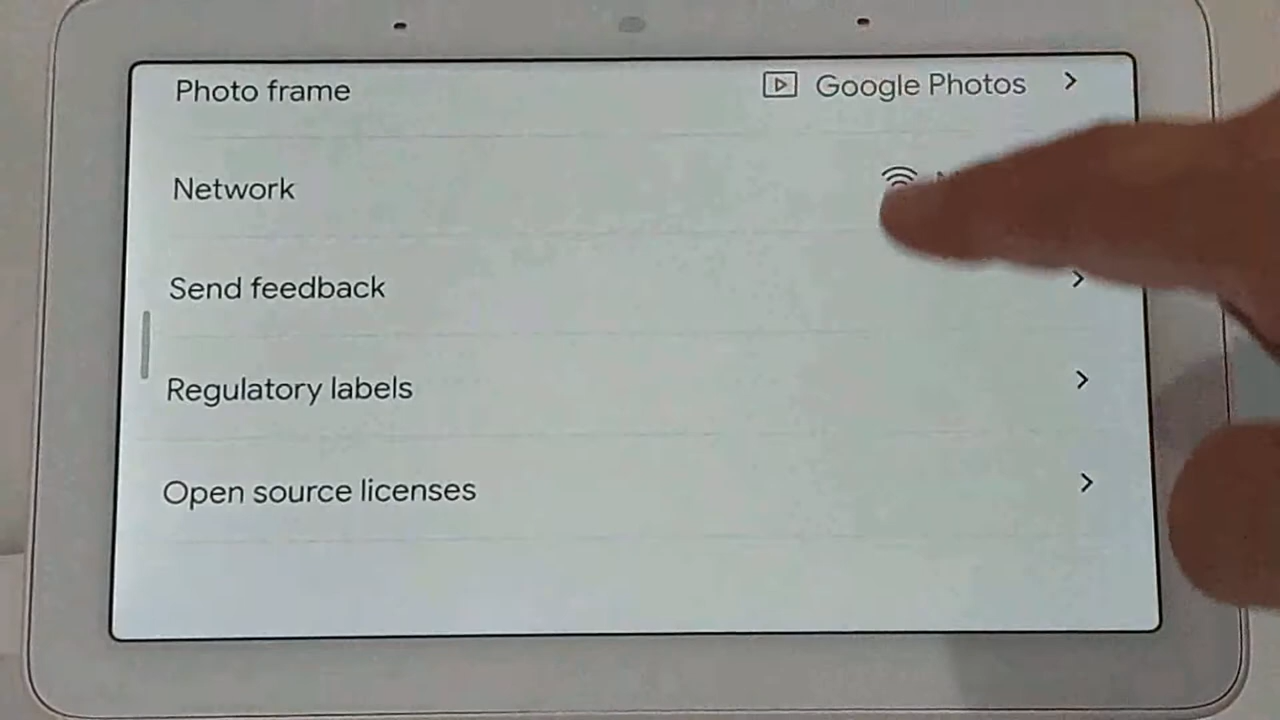 Photo frame
Google Photos
Network
Send feedback
Regulatory labels
Open source licenses